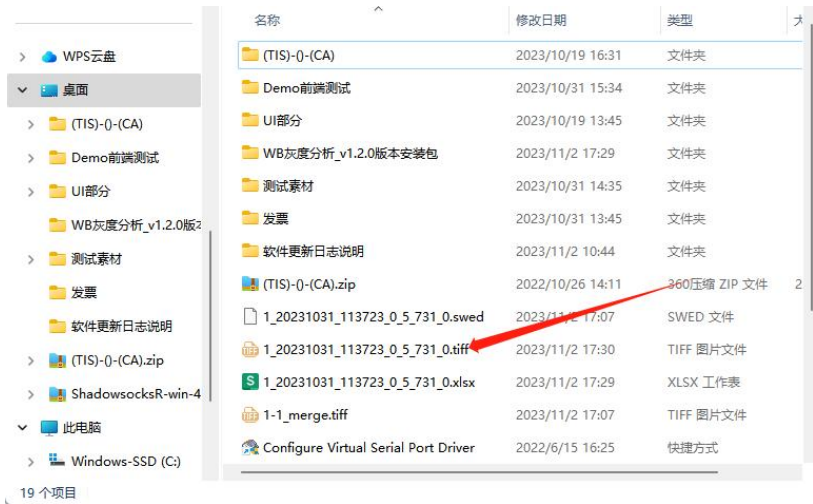 名称 修改日期 类型
WPS云盘
桌面
(TIS)-()-(CA)
Demo前端测试
UI部分
WB灰度分析_v1.2.0版
测试素材
发票
软件更新日志说明
(TIS)-()-(CA).zip
ShadowsocksR-win-4
此电脑
Windows-SSD (C:)
(TIS)-()-(CA) 2023/10/19 16:31 文件夹
Demo前端测试 2023/10/31 15:34 文件夹
UI部分 2023/10/19 13:45 文件夹
WB灰度分析_v1.2.0版本安装包 2023/11/2 17:29 文件夹
测试素材 2023/10/31 14:35 文件夹
发票 2023/10/31 13:45 文件夹
软件更新日志说明 2023/11/2 10:44 文件夹
(TIS)-()-(CA).zip 2022/10/26 14:11 360压缩 ZIP 文件 2
1_20231031_113723_0_5_731_0.swed 2023/11/2 17:07 SWED 文件
1_20231031_113723_0_5_731_0.tiff 2023/11/2 17:30 TIFF 图片文件
1_20231031_113723_0_5_731_0.xlsx 2023/11/2 17:29 XLSX 工作表
1-1_merge.tiff 2023/11/2 17:07 TIFF 图片文件
Configure Virtual Serial Port Driver 2022/6/15 16:25 快捷方式
19 个项目